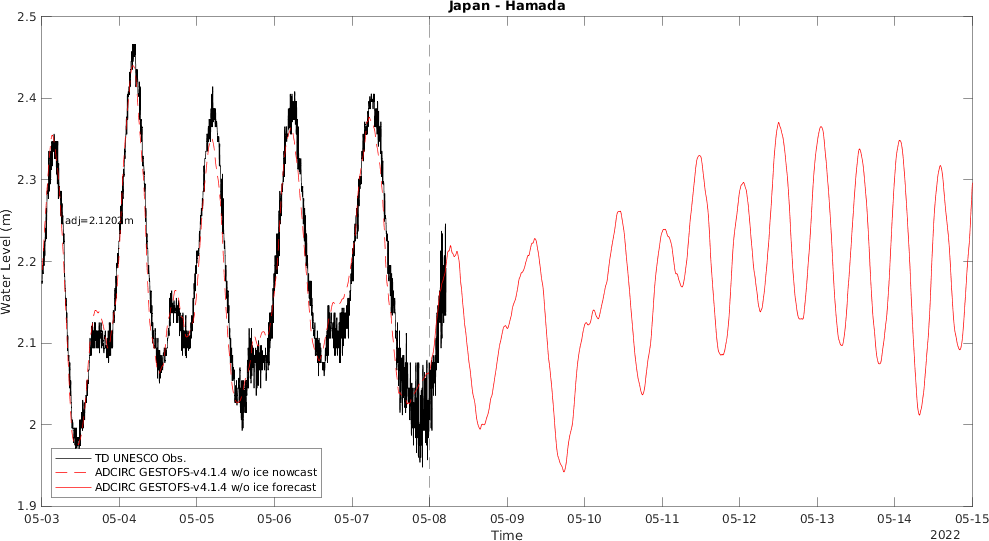 Japan - Hamada
2.5
2.4
2.3
2.2
2.1
2
1.9
Water Level (m)
adj=2.1202m
TD UNESCO Obs.
ADCIRC GESTOFS-v4.1.4 w/o ice nowcast
ADCIRC GESTOFS-v4.1.4 w/o ice forecast
05-03 05-04 05-05 05-06 05-07 05-08 05-09 05-10 05-11 05-12 05-13 05-14 05-15
Time
2022